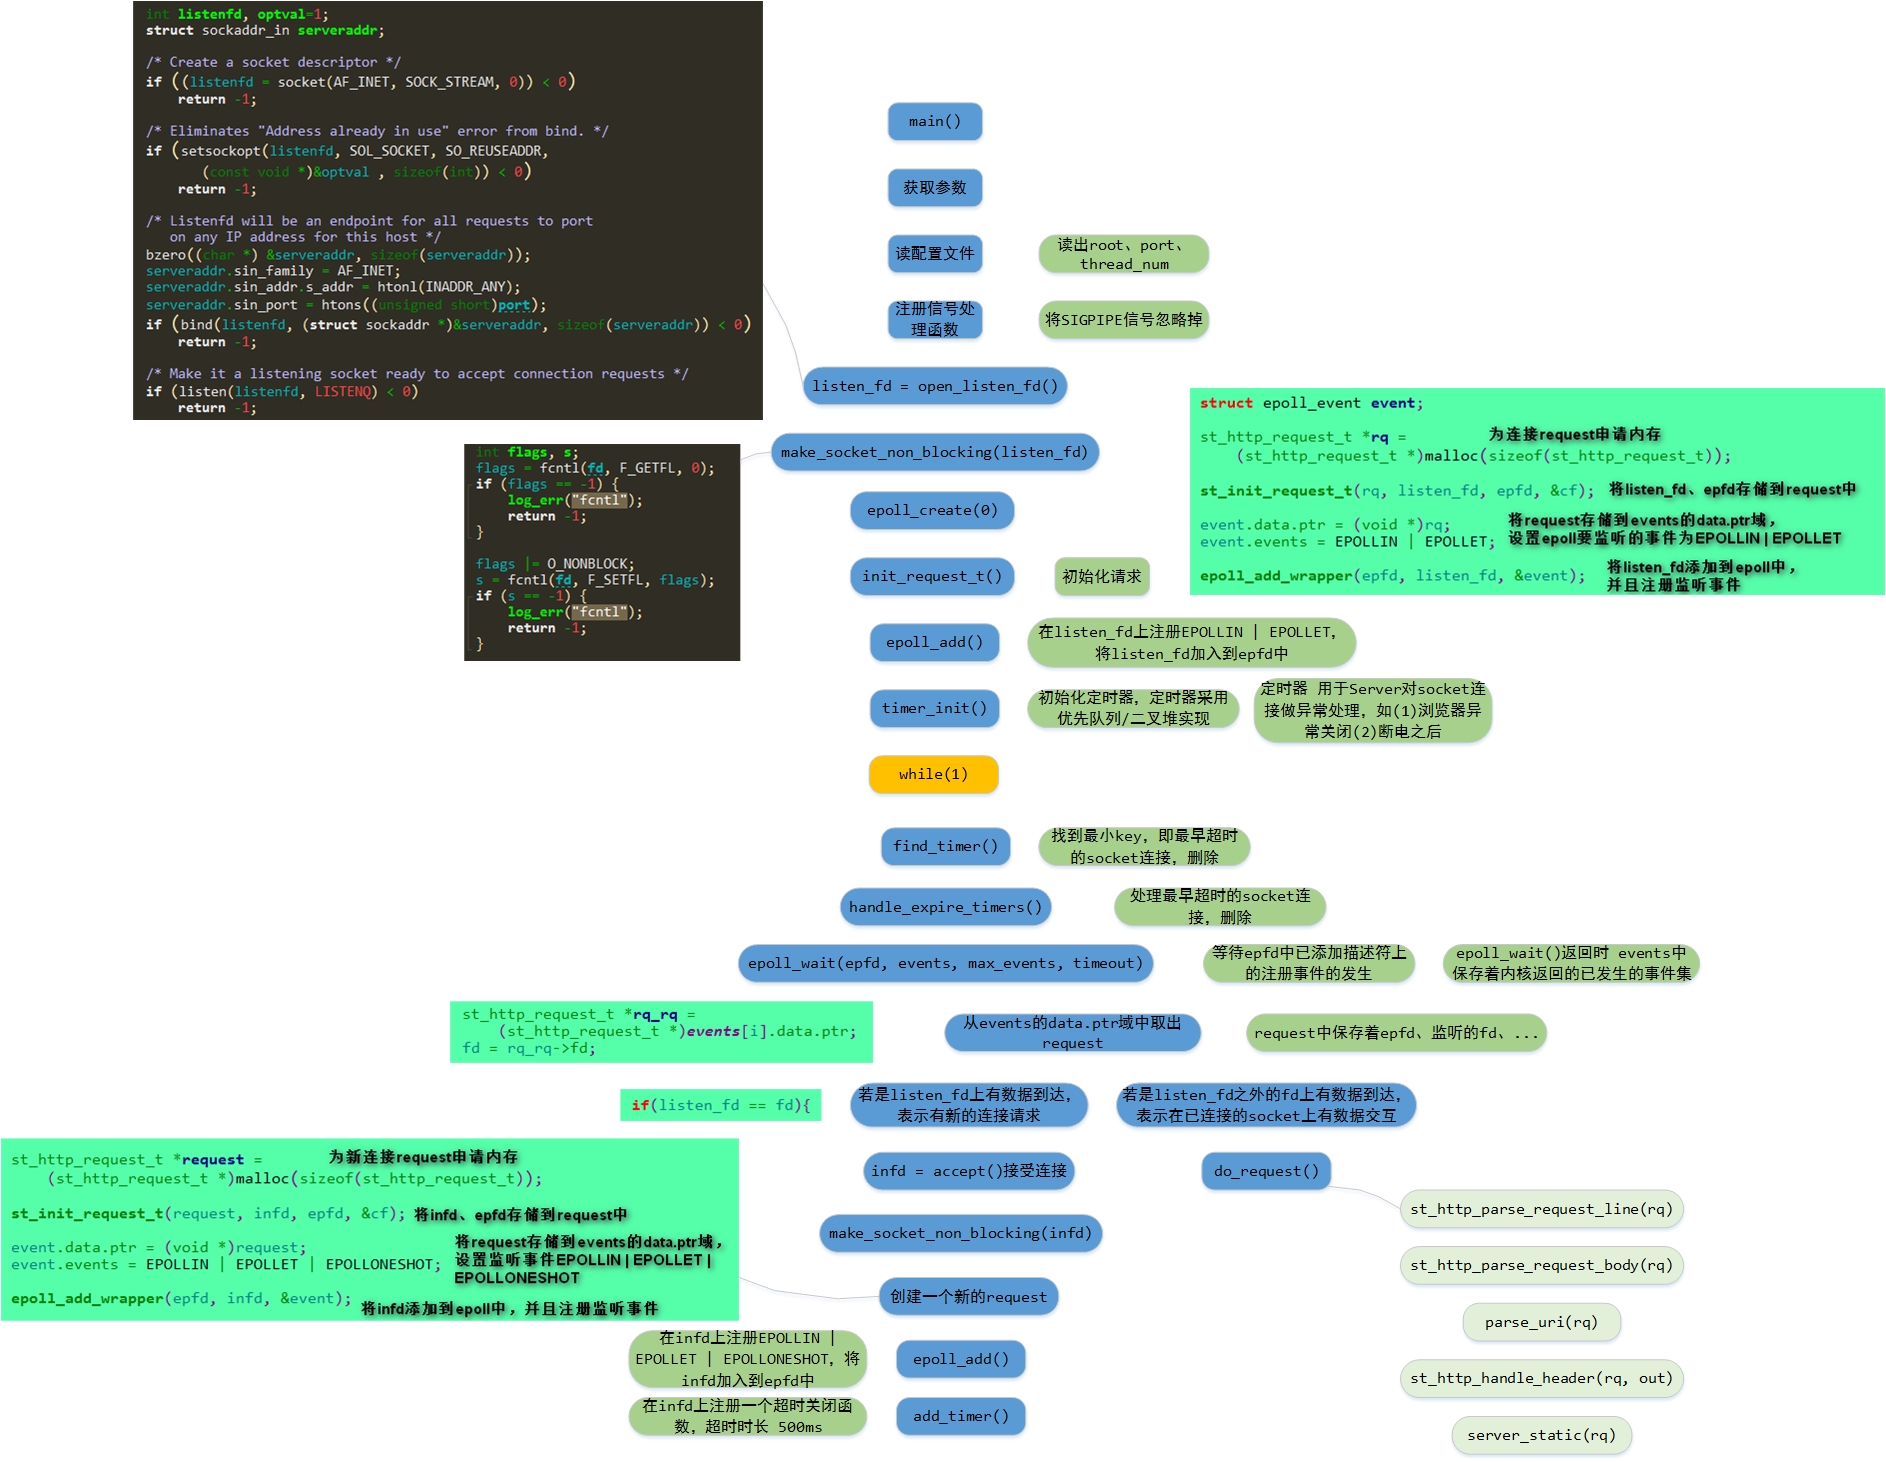 int listenfd, optval=1;
struct sockaddr_in serveraddr;
/* Create a socket descriptor */
if ((listenfd = socket(AF_INET, SOCK_STREAM, 0)) < 0)
return -1;
/* Eliminates "Address already in use" error from bind. */
if (setsockopt(listenfd, SOL_SOCKET, SO_REUSEADDR,
(const void *)&optval , sizeof(int)) < 0)
return -1;
/* Listenfd will be an endpoint for all requests to port
on any IP address for this host */
bzero((char *) &serveraddr, sizeof(serveraddr));
serveraddr.sin_family = AF_INET;
serveraddr.sin_addr.s_addr = htonl(INADDR_ANY);
serveraddr.sin_port = htons((unsigned short)port);
if (bind(listenfd, (struct sockaddr *)&serveraddr, sizeof(serveraddr)) < 0)
return -1;
/* Make it a listening socket ready to accept connection requests */
if (listen(listenfd, LISTENQ) < 0)
return -1;
main()
获取参数
读配置文件
读出root、port、
thread_num
注册信号处
理函数
将SIGPIPE信号忽略掉
listen_fd = open_listen_fd()
make_socket_non_blocking(listen_fd)
int flags, s;
flags = fcntl(fd, F_GETFL, 0);
if (flags == -1) {
log_err("fcntl");
return -1;
}
flags |= O_NONBLOCK;
s = fcntl(fd, F_SETFL, flags);
if (s == -1) {
log_err("fcntl");
return -1;
}
struct epoll_event event;
st_http_request_t *rq =
为连接request申请内存
(st_http_request_t *)malloc(sizeof(st_http_request_t));
st_init_request_t(rq, listen_fd, epfd, &cf);
将listen_fd、epfd存储到request中
event.data.ptr = (void *)rq;
event.events = EPOLLIN | EPOLLET;
将request存储到events的data.ptr域，
设置epoll要监听的事件为EPOLLIN | EPOLLET
epoll_add_wrapper(epfd, listen_fd, &event);
将listen_fd添加到epoll中，
并且注册监听事件
epoll_create(0)
init_request_t()
初始化请求
epoll_add()
在listen_fd上注册EPOLLIN | EPOLLET，
将listen_fd加入到epfd中
timer_init()
初始化定时器，定时器采用
优先队列/二叉堆实现
定时器 用于Server对socket连
接做异常处理，如(1)浏览器异
常关闭(2)断电之后
while(1)
find_timer()
找到最小key，即最早超时
的socket连接，删除
handle_expire_timers()
处理最早超时的socket连
接，删除
epoll_wait(epfd, events, max_events, timeout)
等待epfd中已添加描述符上
的注册事件的发生
epoll_wait()返回时 events中
保存着内核返回的已发生的事件集
st_http_request_t *rq_rq =
(st_http_request_t *)events[i].data.ptr;
fd = rq_rq->fd;
从events的data.ptr域中取出
request
request中保存着epfd、监听的fd、...
if(listen_fd == fd){
若是listen_fd上有数据到达，
表示有新的连接请求
若是listen_fd之外的fd上有数据到达，
表示在已连接的socket上有数据交互
st_http_request_t *request =
为新连接request申请内存
(st_http_request_t *)malloc(sizeof(st_http_request_t));
st_init_request_t(request, infd, epfd, &cf);
将infd、epfd存储到request中
event.data.ptr = (void *)request;
event.events = EPOLLIN | EPOLLET | EPOLLONESHOT;
将request存储到events的data.ptr域，
设置监听事件EPOLLIN | EPOLLET |
EPOLLONESHOT
epoll_add_wrapper(epfd, infd, &event);
将infd添加到epoll中，并且注册监听事件
infd = accept()接受连接
do_request()
make_socket_non_blocking(infd)
创建一个新的request
在infd上注册EPOLLIN |
EPOLLET | EPOLLONESHOT，将
infd加入到epfd中
epoll_add()
在infd上注册一个超时关闭函
数，超时时长 500ms
add_timer()
st_http_parse_request_line(rq)
st_http_parse_request_body(rq)
parse_uri(rq)
st_http_handle_header(rq, out)
server_static(rq)